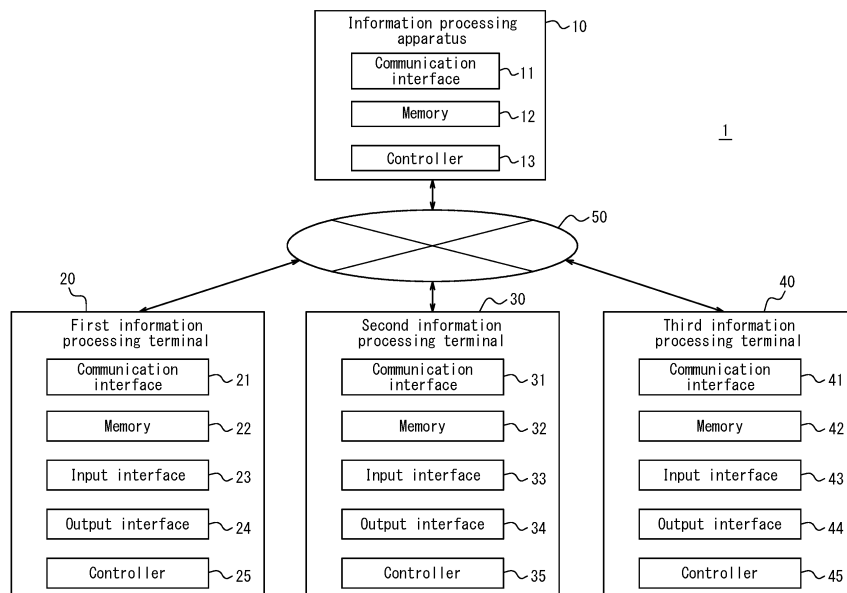 Information processing
apparatus
10
Communication
interface
11
Memory
12
Controller
13
1
50
20
First information
processing terminal
Communication
interface
21
Memory
22
Input interface
23
Output interface
24
Controller
25
30
Second information
processing terminal
Communication
interface
31
Memory
32
Input interface
33
Output interface
34
Controller
35
40
Third information
processing terminal
Communication
interface
41
Memory
42
Input interface
43
Output interface
44
Controller
45